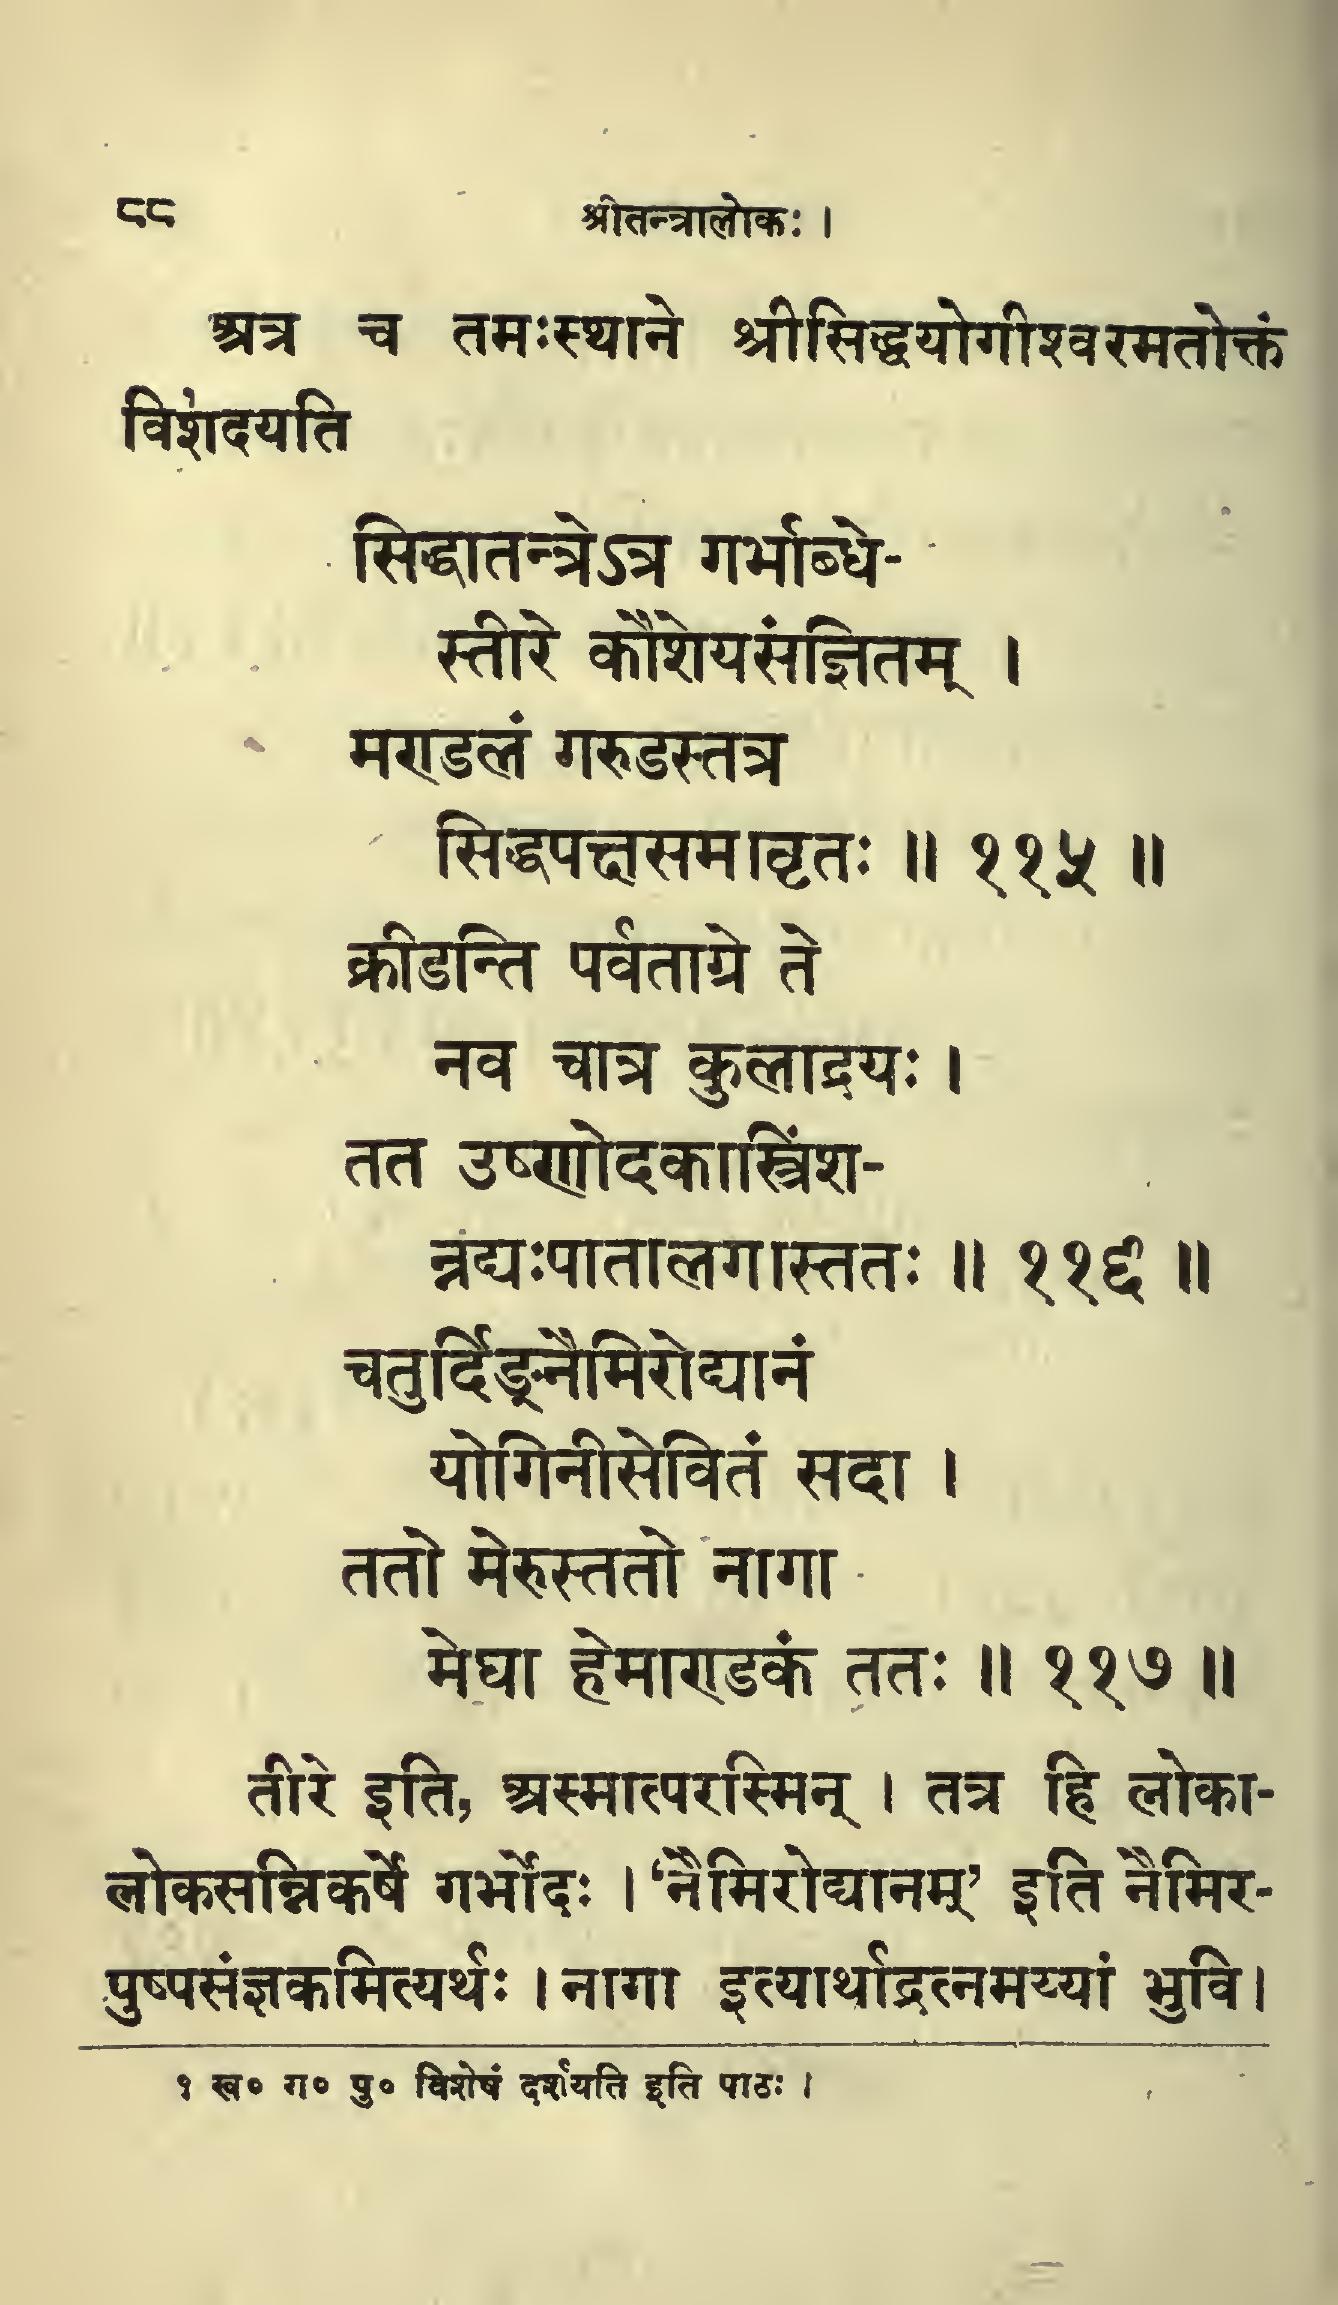 ८८
श्रीतन्त्रालोकः ।
अत्र च तमःस्थाने श्रीसिद्धयोगीश्वरमतोक्तं
विश१दयति
सिद्धातन्त्रेऽत्र गर्भाब्धे-
स्तीरे कौशेयसंज्ञितम् ।
मण्डलं गरुडस्तत्र
सिद्धपक्षसमावृतः ॥ ११५ ॥
क्रीडन्ति पर्वताग्रे ते
नव चात्र कुलाद्रयः ।
तत उष्णोदकास्त्रिंश-
न्नद्यःपातालगास्ततः ॥ ११६ ॥
चतुर्दिङ्नैमिरोद्यानं
योगिनीसेवितं सदा ।
ततो मेरुस्ततो नागा
मेघा हेमाण्डकं ततः ॥ ११७ ॥
तीरे इति, अस्मात्परस्मिन् । तत्र हि लोका-
लोकसन्निकर्षे गर्भोदः । ‘नैमिरोद्यानम्’ इति नैमिर-
पुष्पसंज्ञकमित्यर्थः । नागा इत्यार्थाद्रत्नमय्यां भुवि ।
१ ख० ग० पु० विशेषं दर्शयति इति पाठः ।